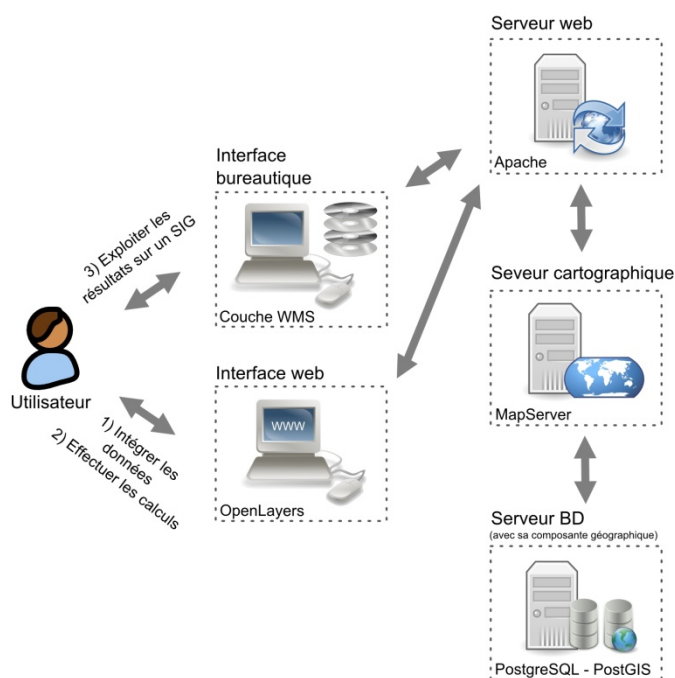 Serveur web
Apache
Interface
bureautique
Couche WMS
3) Exploiter les
résultats sur un SIG
Seveur cartographique
MapServer
Utilisateur
Interface web
WWW
OpenLayers
1) Intégrer les
données
2) Effectuer les calculs
Serveur BD
(avec sa composante géographique)
PostgreSQL - PostGIS